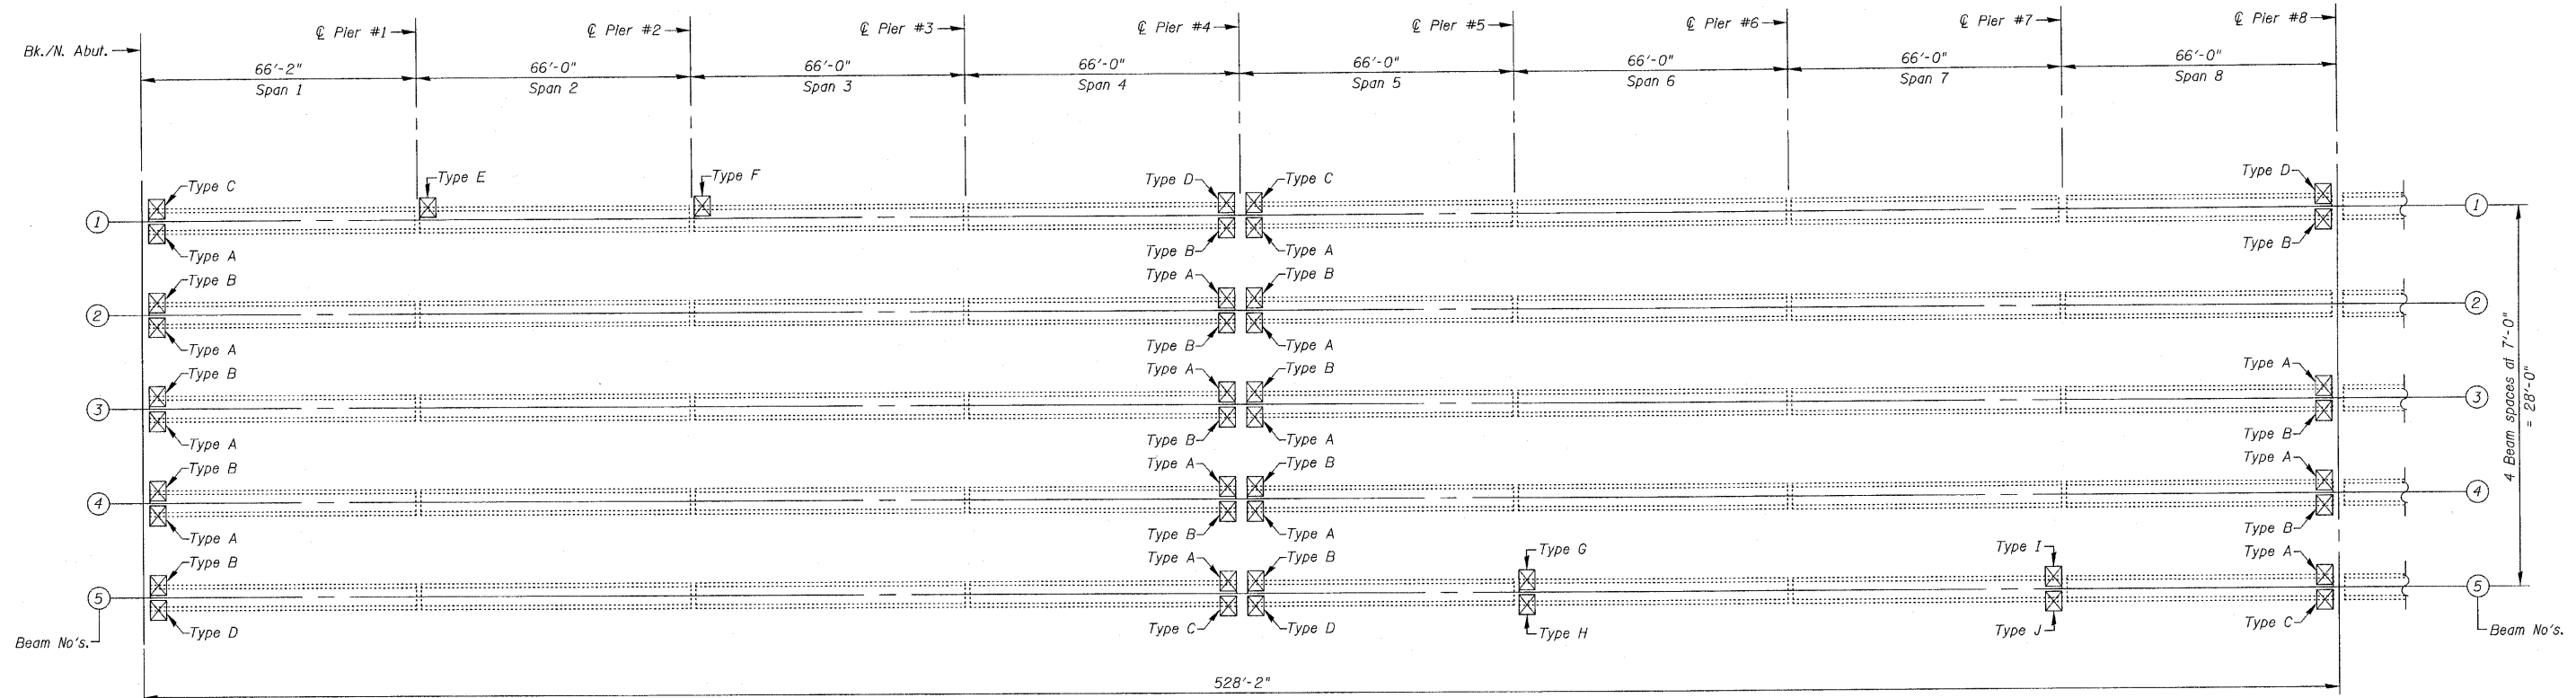 Bk./N. Abut.
℄ Pier #1
℄ Pier #2
℄ Pier #3
℄ Pier #4
℄ Pier #5
℄ Pier #6
℄ Pier #7
℄ Pier #8
66'-2"
Span 1
66'-0"
Span 2
66'-0"
Span 3
66'-0"
Span 4
66'-0"
Span 5
66'-0"
Span 6
66'-0"
Span 7
66'-0"
Span 8
Type C
Type E
Type F
Type D
Type C
Type D
1
1
Type A
Type B
Type A
Type B
Type B
Type A
Type B
2
2
Type A
Type B
Type A
Type B
Type A
Type B
Type A
3
3
Type A
Type B
Type A
Type B
Type B
Type A
Type B
Type A
4
4
Type A
Type B
Type A
Type B
Type B
Type A
Type B
Type G
Type I
Type A
5
5
Type D
Type C
Type D
Type H
Type J
Type C
Beam No's.
Beam No's.
4 Beam spaces at 7'-0"
= 28'-0"
528'-2"